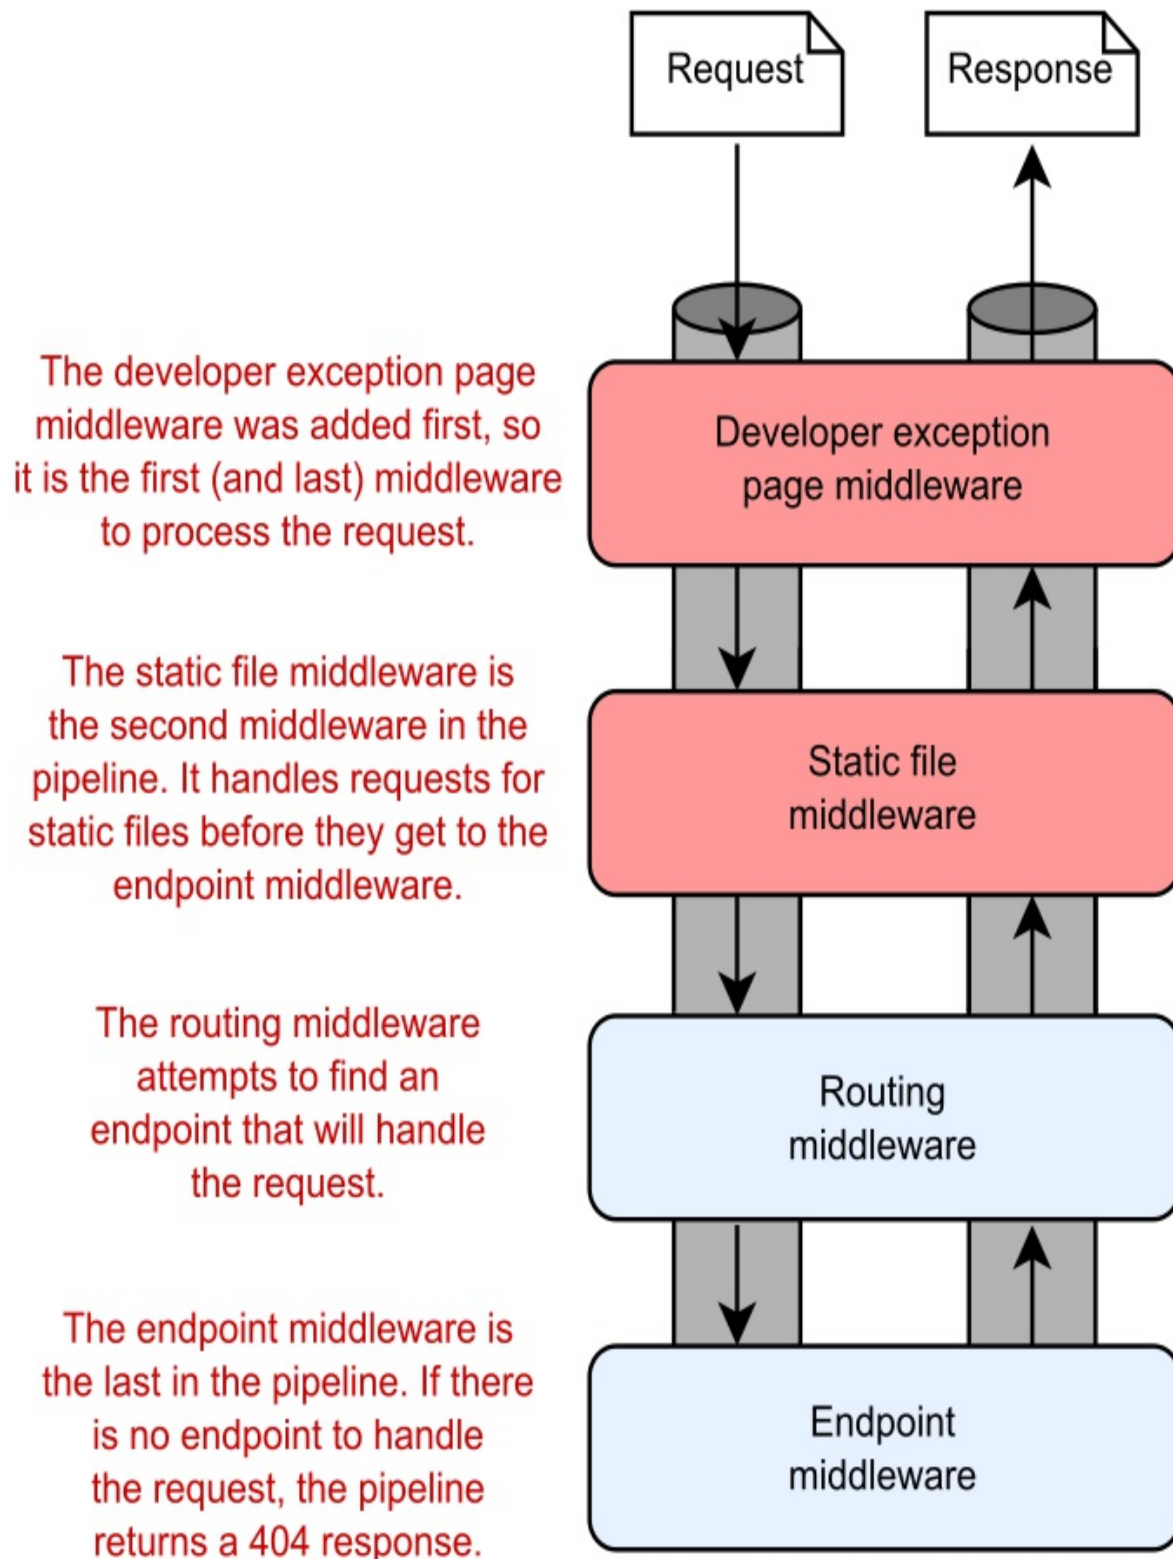 Request
Response
The developer exception page
middleware was added first, so
it is the first (and last) middleware
to process the request.
Developer exception
page middleware
The static file middleware is
the second middleware in the
pipeline. It handles requests for
static files before they get to the
endpoint middleware.
Static file
middleware
The routing middleware
attempts to find an
endpoint that will handle
the request.
Routing
middleware
The endpoint middleware is
the last in the pipeline. If there
is no endpoint to handle
the request, the pipeline
returns a 404 response.
Endpoint
middleware